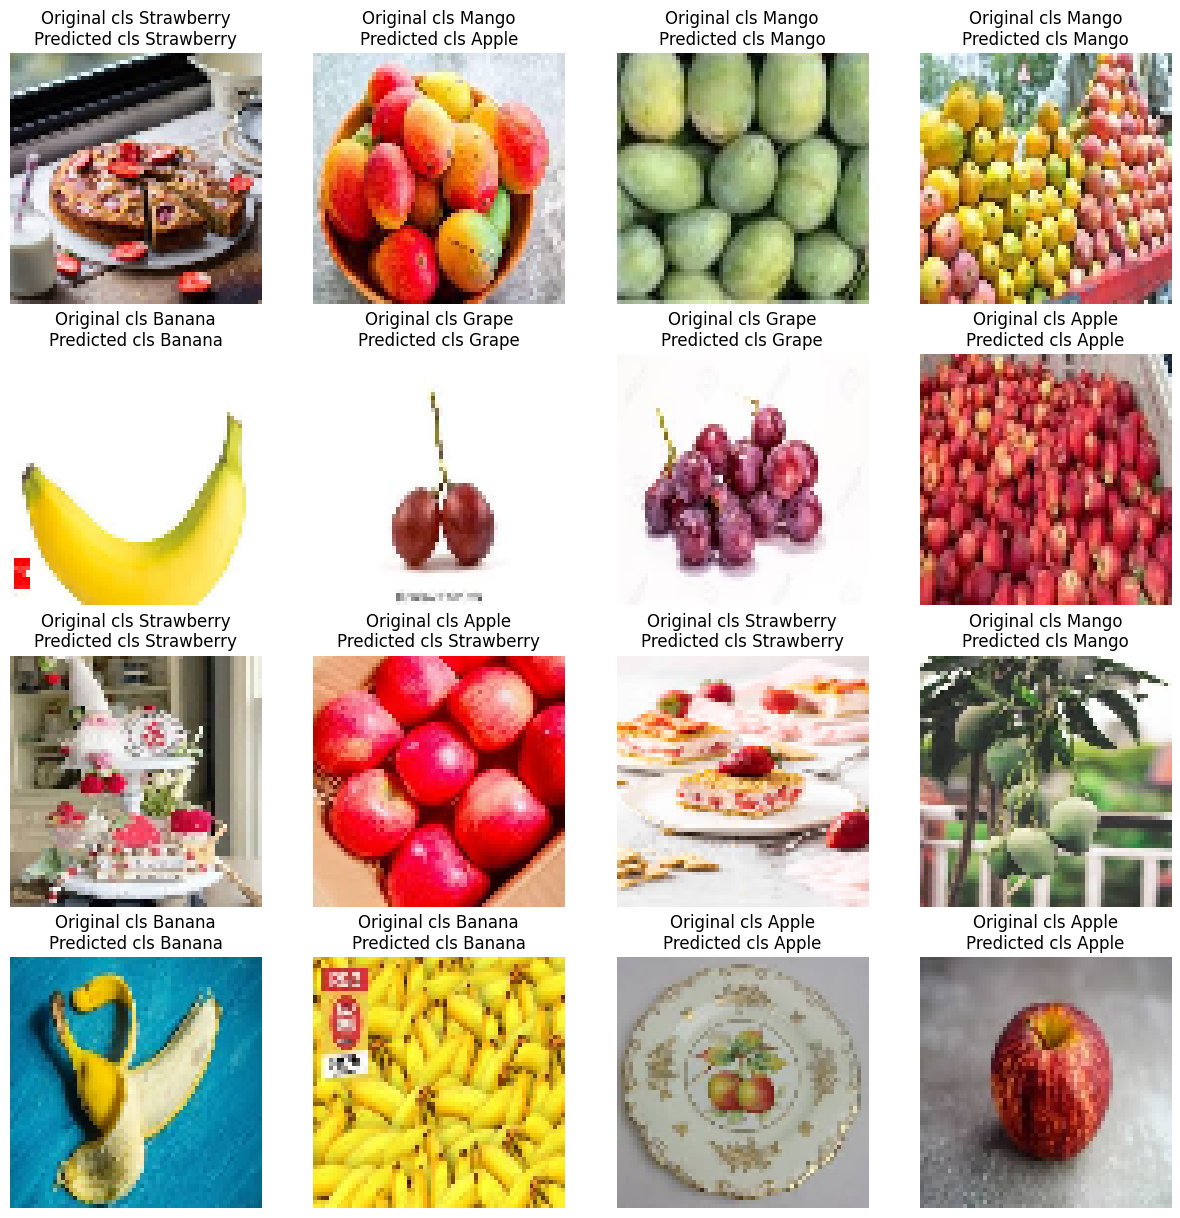 Original cls Strawberry
Predicted cls Strawberry
Original cls Mango
Predicted cls Apple
Original cls Mango
Predicted cls Mango
Original cls Mango
Predicted cls Mango
Original cls Banana
Predicted cls Banana
Original cls Grape
Predicted cls Grape
Original cls Grape
Predicted cls Grape
Original cls Apple
Predicted cls Apple
Original cls Strawberry
Predicted cls Strawberry
Original cls Apple
Predicted cls Strawberry
Original cls Strawberry
Predicted cls Strawberry
Original cls Mango
Predicted cls Mango
Original cls Banana
Predicted cls Banana
Original cls Banana
Predicted cls Banana
Original cls Apple
Predicted cls Apple
Original cls Apple
Predicted cls Apple